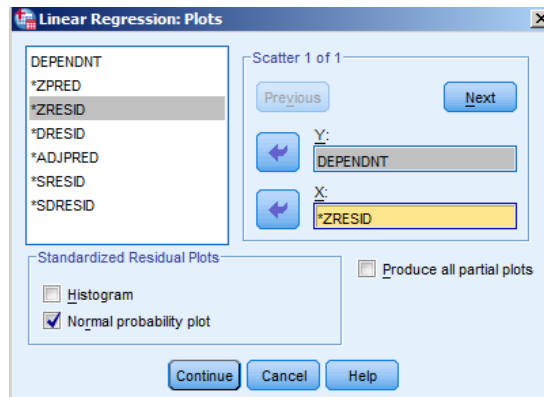 Linear Regression: Plots
DEPENDNT
*ZPRED
*ZRESID
*DRESID
*ADJPRED
*SRESID
*SDRESID
Scatter 1 of 1
Previous
Next
Y:
DEPENDNT
X:
*ZRESID
Standardized Residual Plots
Histogram
Normal probability plot
Produce all partial plots
Continue
Cancel
Help